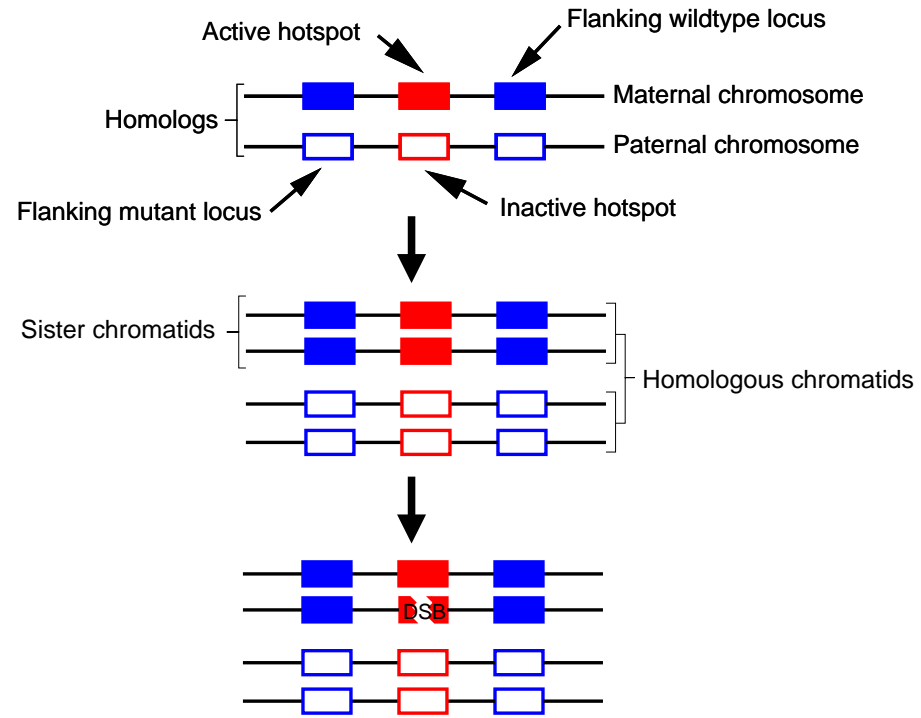 Flanking wildtype locus
Active hotspot
Maternal chromosome
Homologs
Paternal chromosome
Flanking mutant locus
Inactive hotspot
Sister chromatids
Homologous chromatids
DSB